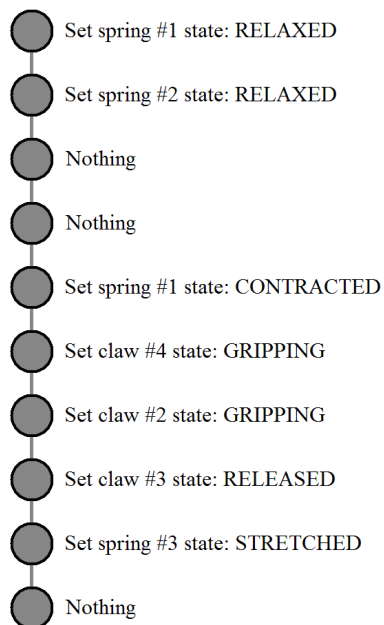 Set spring #1 state: RELAXED
Set spring #2 state: RELAXED
Nothing
Nothing
Set spring #1 state: CONTRACTED
Set claw #4 state: GRIPPING
Set claw #2 state: GRIPPING
Set claw #3 state: RELEASED
Set spring #3 state: STRETCHED
Nothing